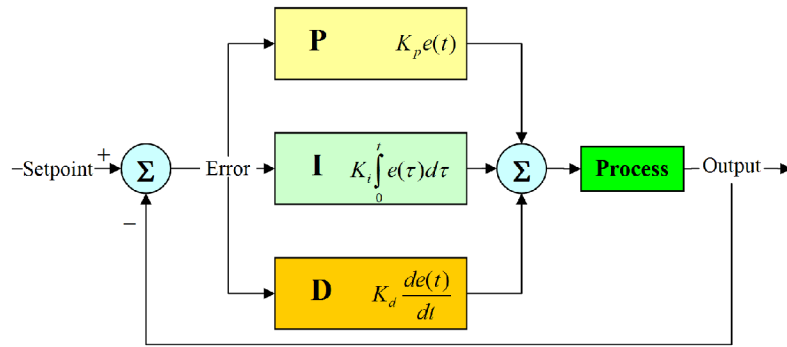 P K_p e(t)
+
Setpoint Σ Error I K_i ∫_0^t e(τ)dτ Σ Process Output
−
D K_d de(t)/dt